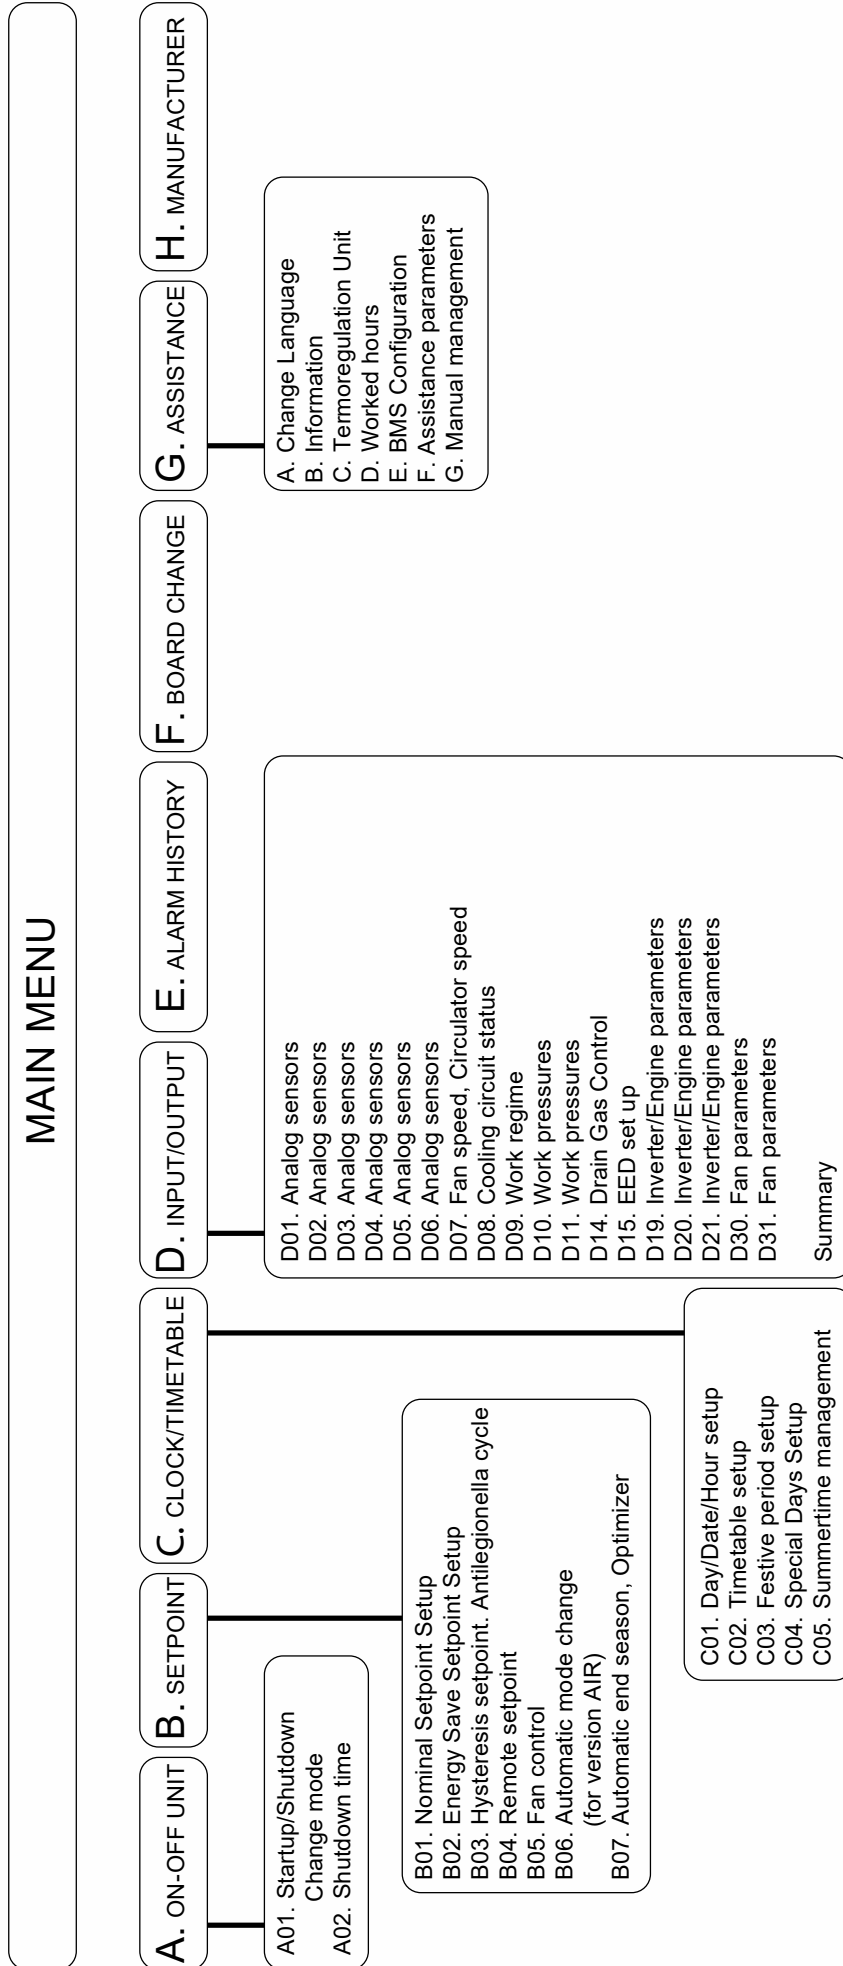 MAIN MENU
A. ON-OFF UNIT
B. SETPOINT
C. CLOCK/TIMETABLE
D. INPUT/OUTPUT
E. ALARM HISTORY
F. BOARD CHANGE
G. ASSISTANCE
H. MANUFACTURER
A01. Startup/Shutdown
Change mode
A02. Shutdown time
B01. Nominal Setpoint Setup
B02. Energy Save Setpoint Setup
B03. Hysteresis setpoint. Antilegionella cycle
B04. Remote setpoint
B05. Fan control
B06. Automatic mode change
(for version AIR)
B07. Automatic end season, Optimizer
C01. Day/Date/Hour setup
C02. Timetable setup
C03. Festive period setup
C04. Special Days Setup
C05. Summertime management
D01. Analog sensors
D02. Analog sensors
D03. Analog sensors
D04. Analog sensors
D05. Analog sensors
D06. Analog sensors
D07. Fan speed, Circulator speed
D08. Cooling circuit status
D09. Work regime
D10. Work pressures
D11. Work pressures
D14. Drain Gas Control
D15. EED set up
D19. Inverter/Engine parameters
D20. Inverter/Engine parameters
D21. Inverter/Engine parameters
D30. Fan parameters
D31. Fan parameters
Summary
A. Change Language
B. Information
C. Termoregulation Unit
D. Worked hours
E. BMS Configuration
F. Assistance parameters
G. Manual management